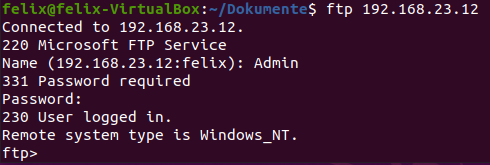 felix@felix-VirtualBox:~/Dokumente$ ftp 192.168.23.12
Connected to 192.168.23.12.
220 Microsoft FTP Service
Name (192.168.23.12:felix): Admin
331 Password required
Password:
230 User logged in.
Remote system type is Windows_NT.
ftp>